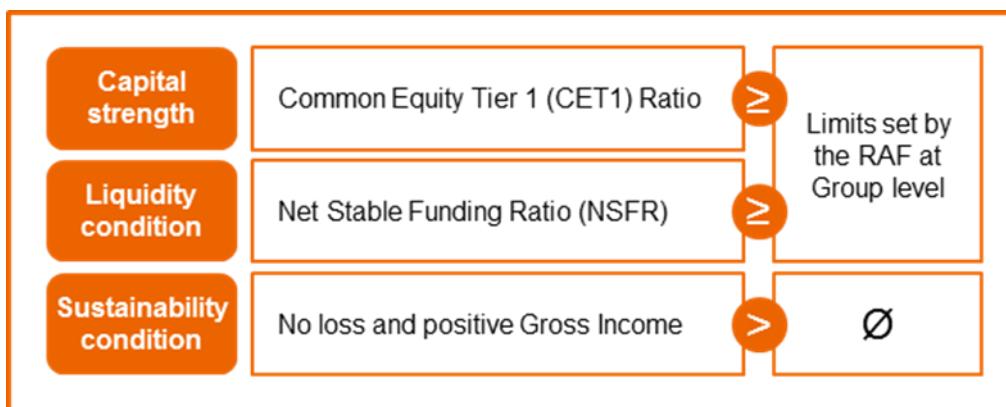 Capital
strength
Common Equity Tier 1 (CET1) Ratio
≥
Limits set by
the RAF at
Group level
Liquidity
condition
Net Stable Funding Ratio (NSFR)
≥
Sustainability
condition
No loss and positive Gross Income
>
Ø